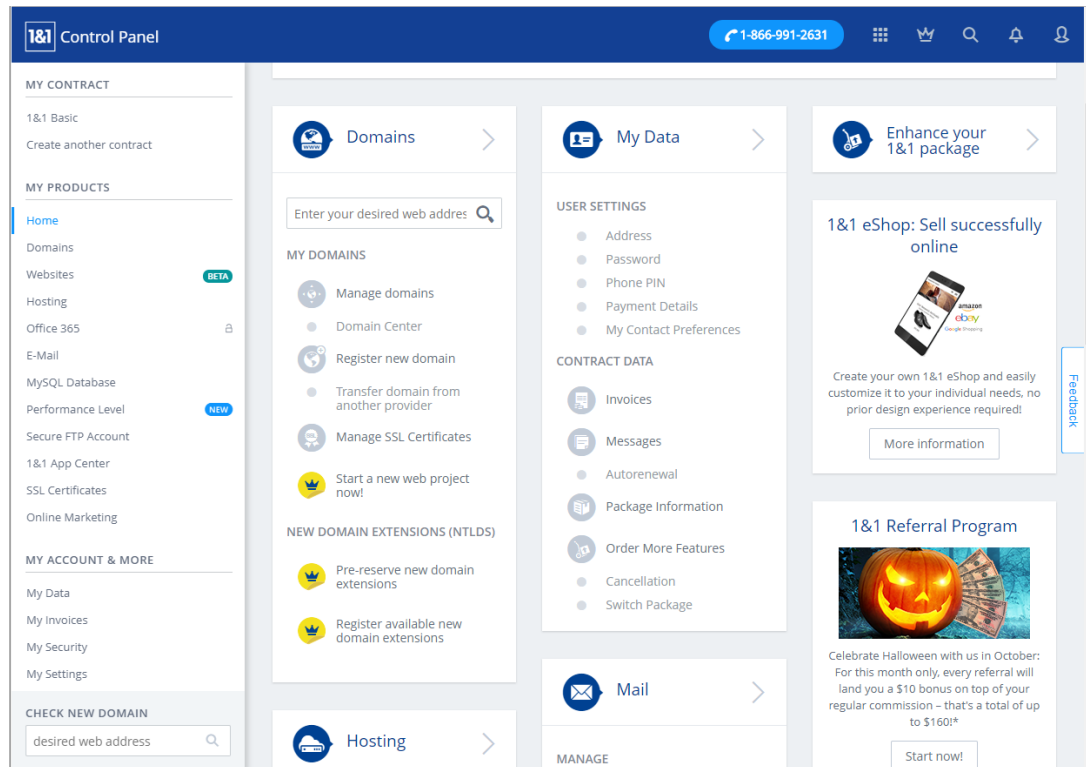 1&1 Control Panel
1-866-991-2631
MY CONTRACT
1&1 Basic
Create another contract
MY PRODUCTS
Home
Domains
Websites BETA
Hosting
Office 365
E-Mail
MySQL Database
Performance Level NEW
Secure FTP Account
1&1 App Center
SSL Certificates
Online Marketing
MY ACCOUNT & MORE
My Data
My Invoices
My Security
My Settings
CHECK NEW DOMAIN
desired web address
WWW
Domains
Enter your desired web addres
MY DOMAINS
Manage domains
Domain Center
Register new domain
Transfer domain from
another provider
Manage SSL Certificates
Start a new web project
now!
NEW DOMAIN EXTENSIONS (NTLDS)
Pre-reserve new domain
extensions
Register available new
domain extensions
Hosting
My Data
USER SETTINGS
Address
Password
Phone PIN
Payment Details
My Contact Preferences
CONTRACT DATA
Invoices
Messages
Autorenewal
Package Information
Order More Features
Cancellation
Switch Package
Mail
MANAGE
Enhance your
1&1 package
1&1 eShop: Sell successfully
online
amazon
ebay
Google Shopping
Create your own 1&1 eShop and easily
customize it to your individual needs, no
prior design experience required!
More information
1&1 Referral Program
Celebrate Halloween with us in October:
For this month only, every referral will
land you a $10 bonus on top of your
regular commission – that's a total of up
to $160!*
Start now!
Feedback